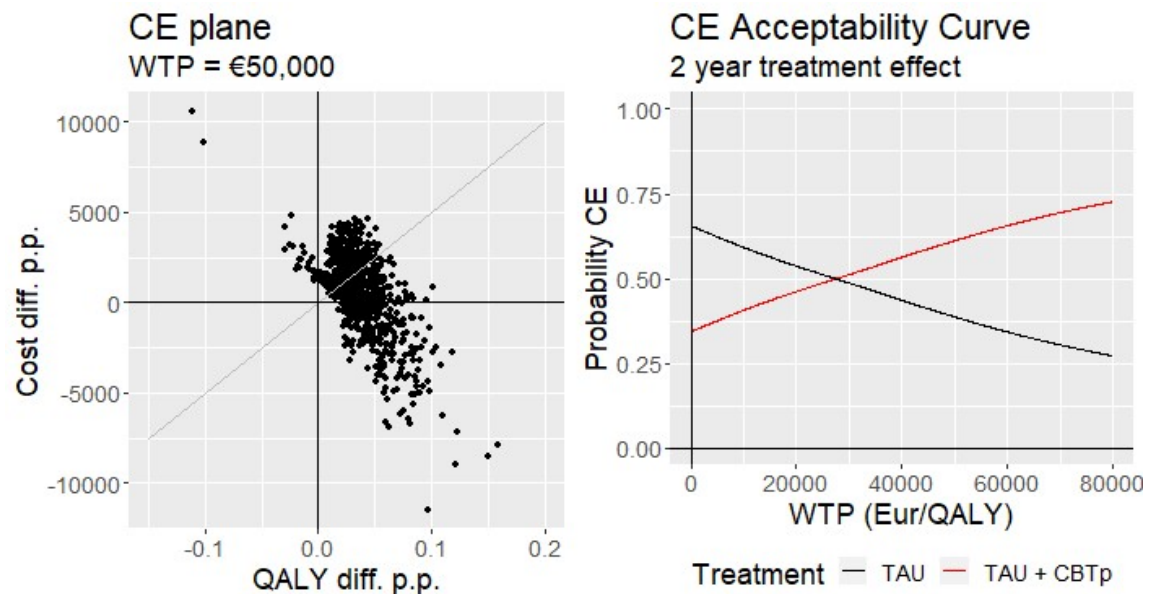 CE plane
WTP = €50,000
10000
5000
0
-5000
-10000
Cost diff. p.p.
-0.1 0.0 0.1 0.2
QALY diff. p.p.
CE Acceptability Curve
2 year treatment effect
1.00
0.75
0.50
0.25
0.00
Probability CE
0 20000 40000 60000 80000
WTP (Eur/QALY)
Treatment TAU TAU + CBTp